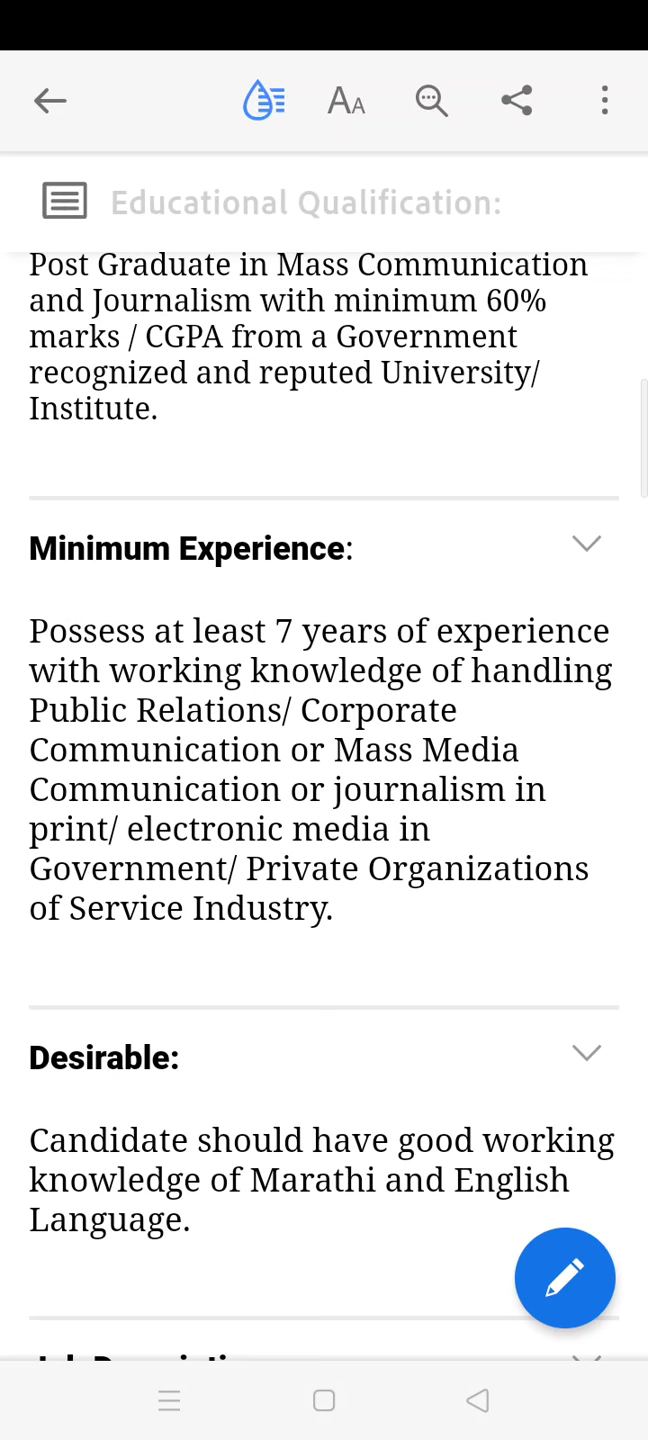 AA
Educational Qualification:
Post Graduate in Mass Communication
and Journalism with minimum 60%
marks / CGPA from a Government
recognized and reputed University/
Institute.
Minimum Experience:
Possess at least 7 years of experience
with working knowledge of handling
Public Relations/ Corporate
Communication or Mass Media
Communication or journalism in
print/ electronic media in
Government/ Private Organizations
of Service Industry.
Desirable:
Candidate should have good working
knowledge of Marathi and English
Language.